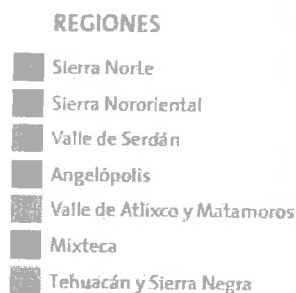 REGIONES
Sierra Norte
Sierra Nororiental
Valle de Serdán
Angelópolis
Valle de Atlixco y Matamoros
Mixteca
Tehuacán y Sierra Negra